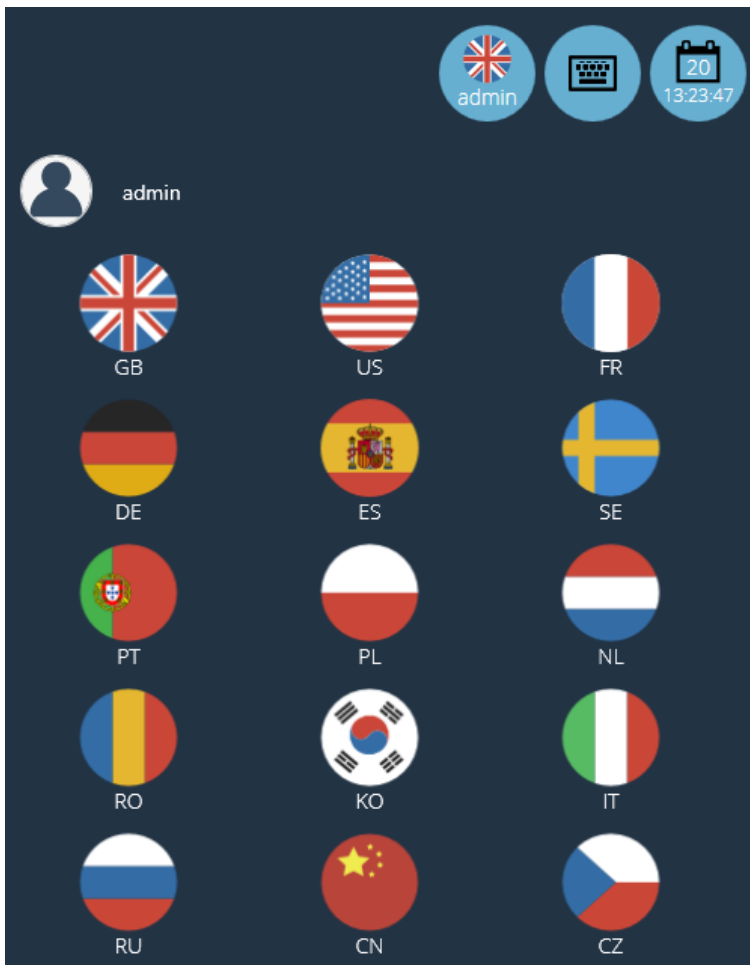 20
admin
13:23:47
admin
GB
US
FR
DE
ES
SE
PT
PL
NL
RO
KO
IT
RU
CN
CZ